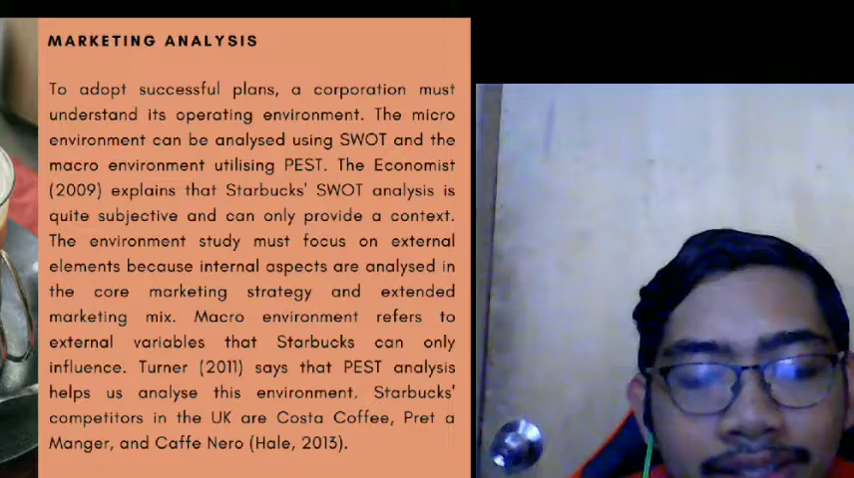 MARKETING ANALYSIS
To adopt successful plans, a corporation must
understand its operating environment. The micro
environment can be analysed using SWOT and the
macro environment utilising PEST. The Economist
(2009) explains that Starbucks' SWOT analysis is
quite subjective and can only provide a context.
The environment study must focus on external
elements because internal aspects are analysed in
the core marketing strategy and extended
marketing mix. Macro environment refers to
external variables that Starbucks can only
influence. Turner (2011) says that PEST analysis
helps us analyse this environment. Starbucks'
competitors in the UK are Costa Coffee, Pret a
Manger, and Caffe Nero (Hale, 2013).